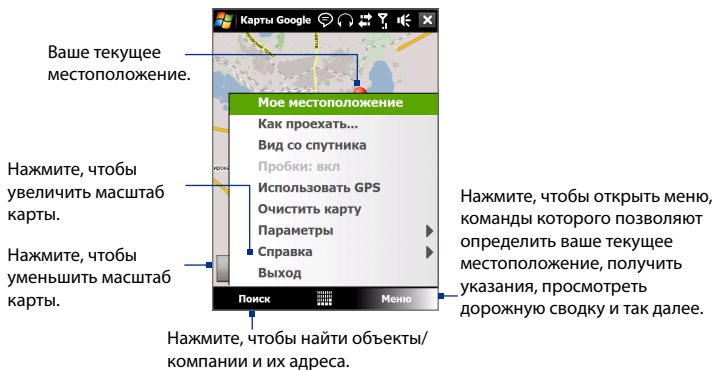 Карты Google
Ваше текущее
местоположение.
Мое местоположение
Как проехать...
Вид со спутника
Пробки: вкл
Использовать GPS
Очистить карту
Параметры
Справка
Выход
Поиск
Меню
Нажмите, чтобы
увеличить масштаб
карты.
Нажмите, чтобы
уменьшить масштаб
карты.
Нажмите, чтобы открыть меню,
команды которого позволяют
определить ваше текущее
местоположение, получить
указания, просмотреть
дорожную сводку и так далее.
Нажмите, чтобы найти объекты/
компании и их адреса.